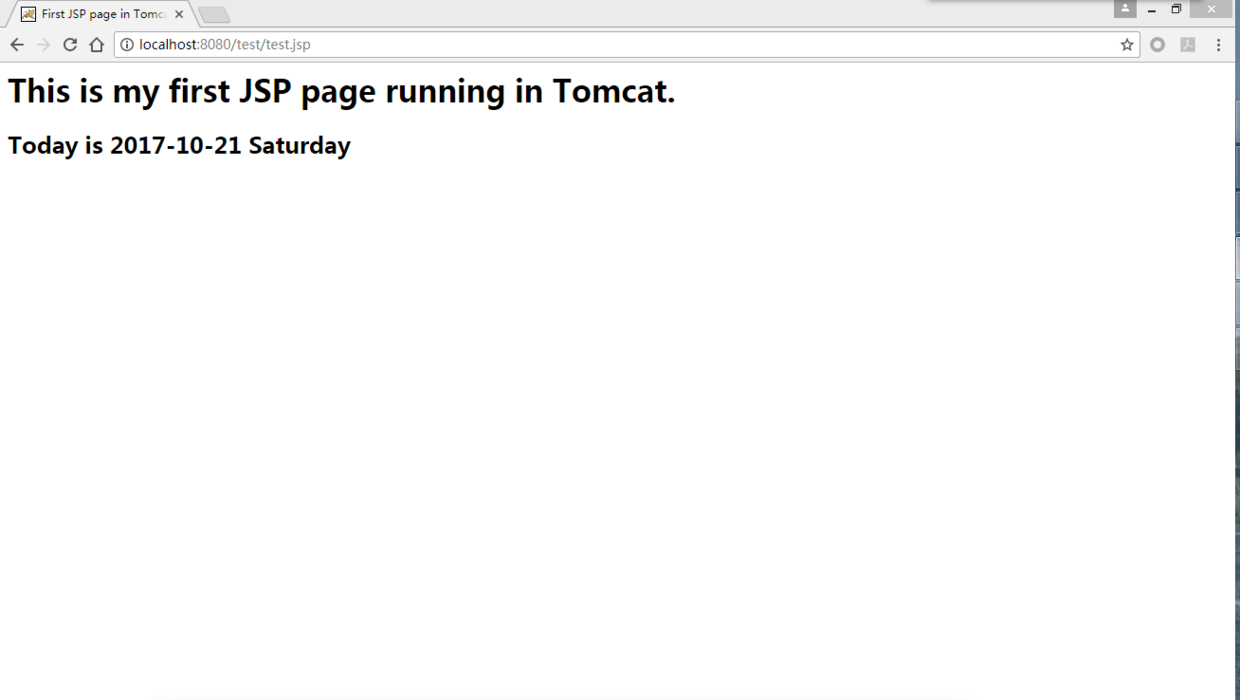 First JSP page in Tomc
localhost:8080/test/test.jsp
This is my first JSP page running in Tomcat.
Today is 2017-10-21 Saturday